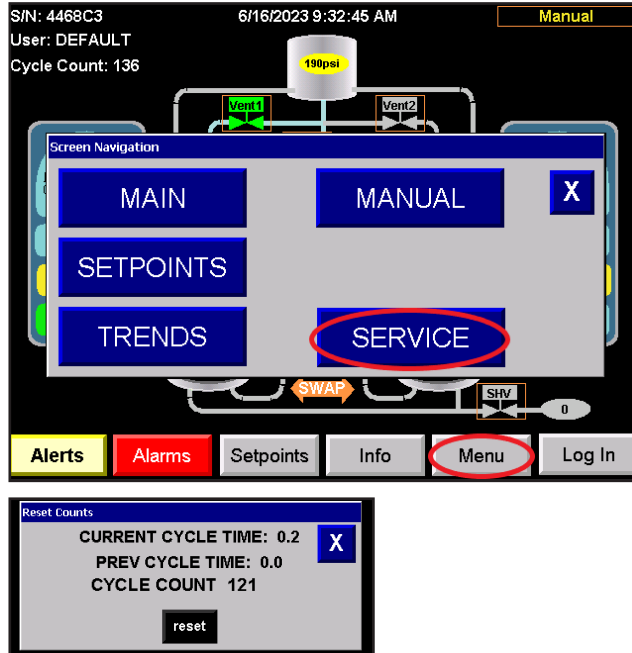 S/N: 4468C3 6/16/2023 9:32:45 AM Manual
User: DEFAULT
Cycle Count: 136
190psi
Vent1 Vent2
Screen Navigation
MAIN MANUAL X
SETPOINTS
TRENDS SERVICE
SWAP
SHV
0
Alerts Alarms Setpoints Info Menu Log In
Reset Counts
CURRENT CYCLE TIME: 0.2 X
PREV CYCLE TIME: 0.0
CYCLE COUNT 121
reset